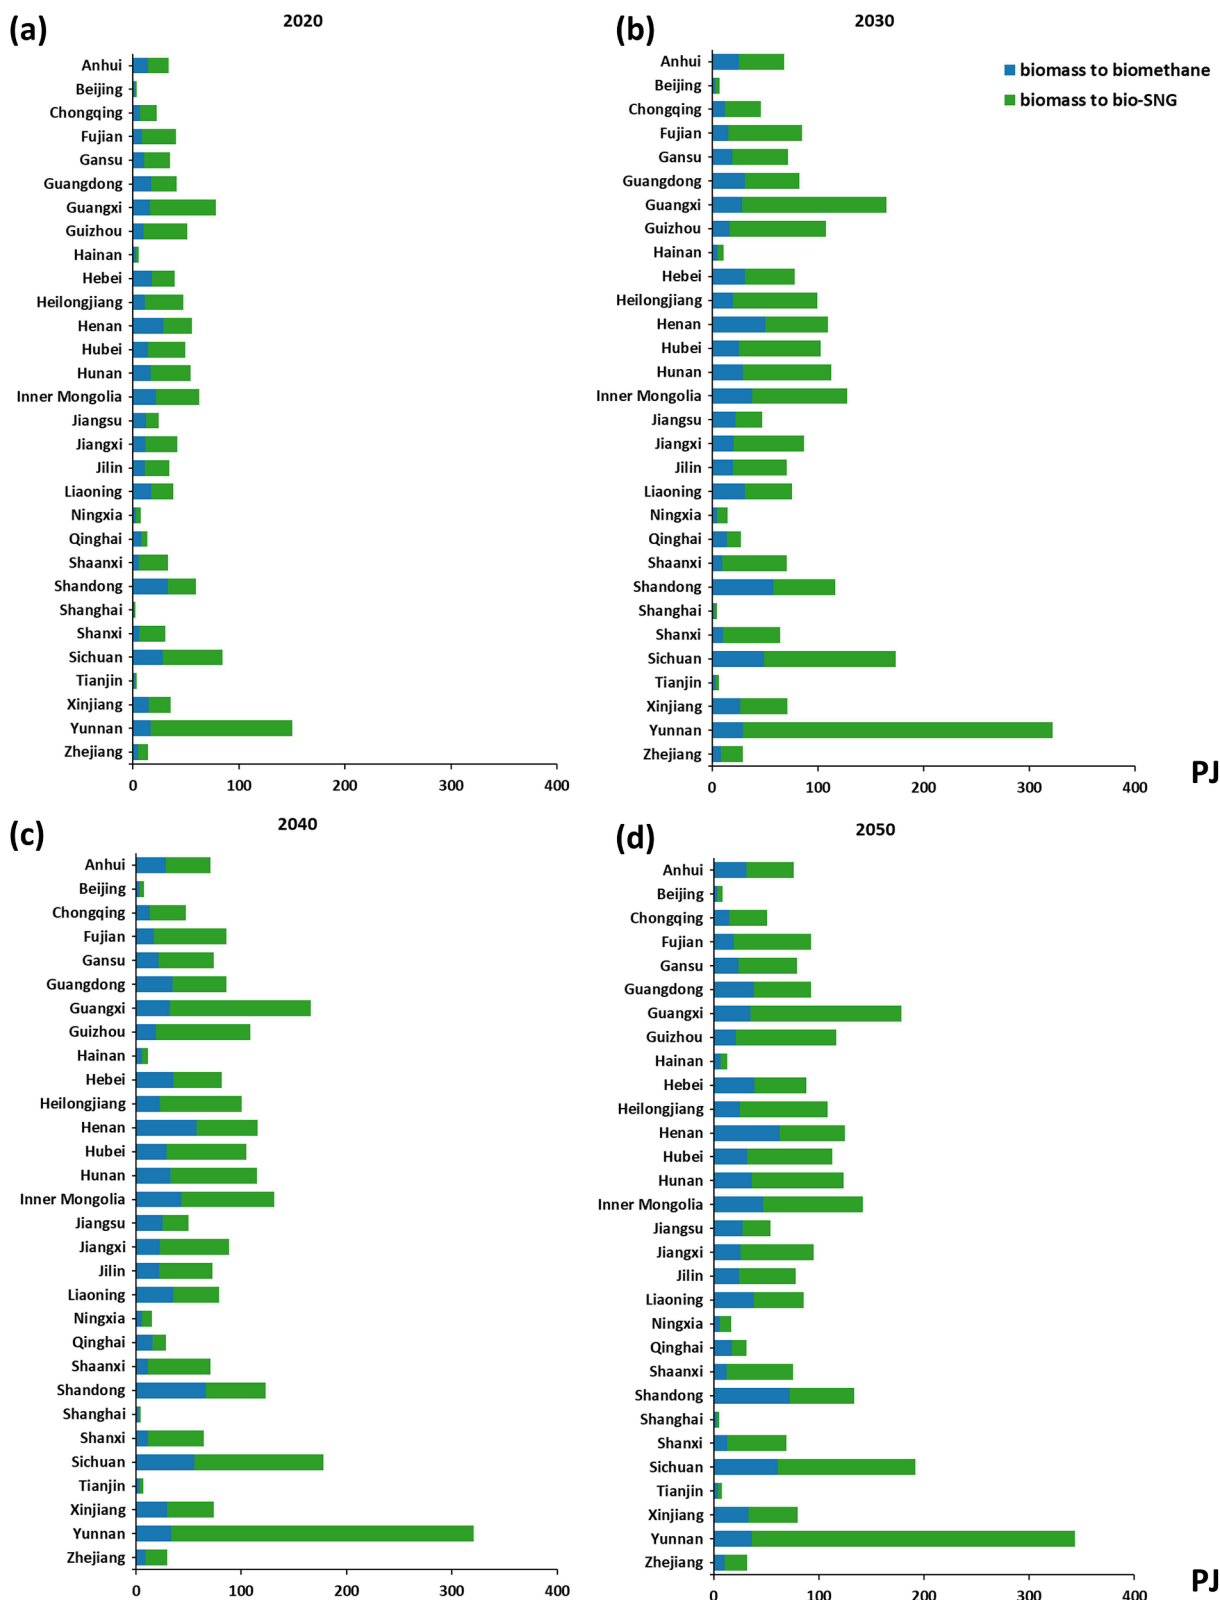 (a)
2020
Anhui
Beijing
Chongqing
Fujian
Gansu
Guangdong
Guangxi
Guizhou
Hainan
Hebei
Heilongjiang
Henan
Hubei
Hunan
Inner Mongolia
Jiangsu
Jiangxi
Jilin
Liaoning
Ningxia
Qinghai
Shaanxi
Shandong
Shanghai
Shanxi
Sichuan
Tianjin
Xinjiang
Yunnan
Zhejiang
0 100 200 300 400
(b)
2030
biomass to biomethane
biomass to bio-SNG
Anhui
Beijing
Chongqing
Fujian
Gansu
Guangdong
Guangxi
Guizhou
Hainan
Hebei
Heilongjiang
Henan
Hubei
Hunan
Inner Mongolia
Jiangsu
Jiangxi
Jilin
Liaoning
Ningxia
Qinghai
Shaanxi
Shandong
Shanghai
Shanxi
Sichuan
Tianjin
Xinjiang
Yunnan
Zhejiang
0 100 200 300 400
PJ
(c)
2040
Anhui
Beijing
Chongqing
Fujian
Gansu
Guangdong
Guangxi
Guizhou
Hainan
Hebei
Heilongjiang
Henan
Hubei
Hunan
Inner Mongolia
Jiangsu
Jiangxi
Jilin
Liaoning
Ningxia
Qinghai
Shaanxi
Shandong
Shanghai
Shanxi
Sichuan
Tianjin
Xinjiang
Yunnan
Zhejiang
0 100 200 300 400
(d)
2050
Anhui
Beijing
Chongqing
Fujian
Gansu
Guangdong
Guangxi
Guizhou
Hainan
Hebei
Heilongjiang
Henan
Hubei
Hunan
Inner Mongolia
Jiangsu
Jiangxi
Jilin
Liaoning
Ningxia
Qinghai
Shaanxi
Shandong
Shanghai
Shanxi
Sichuan
Tianjin
Xinjiang
Yunnan
Zhejiang
0 100 200 300 400
PJ